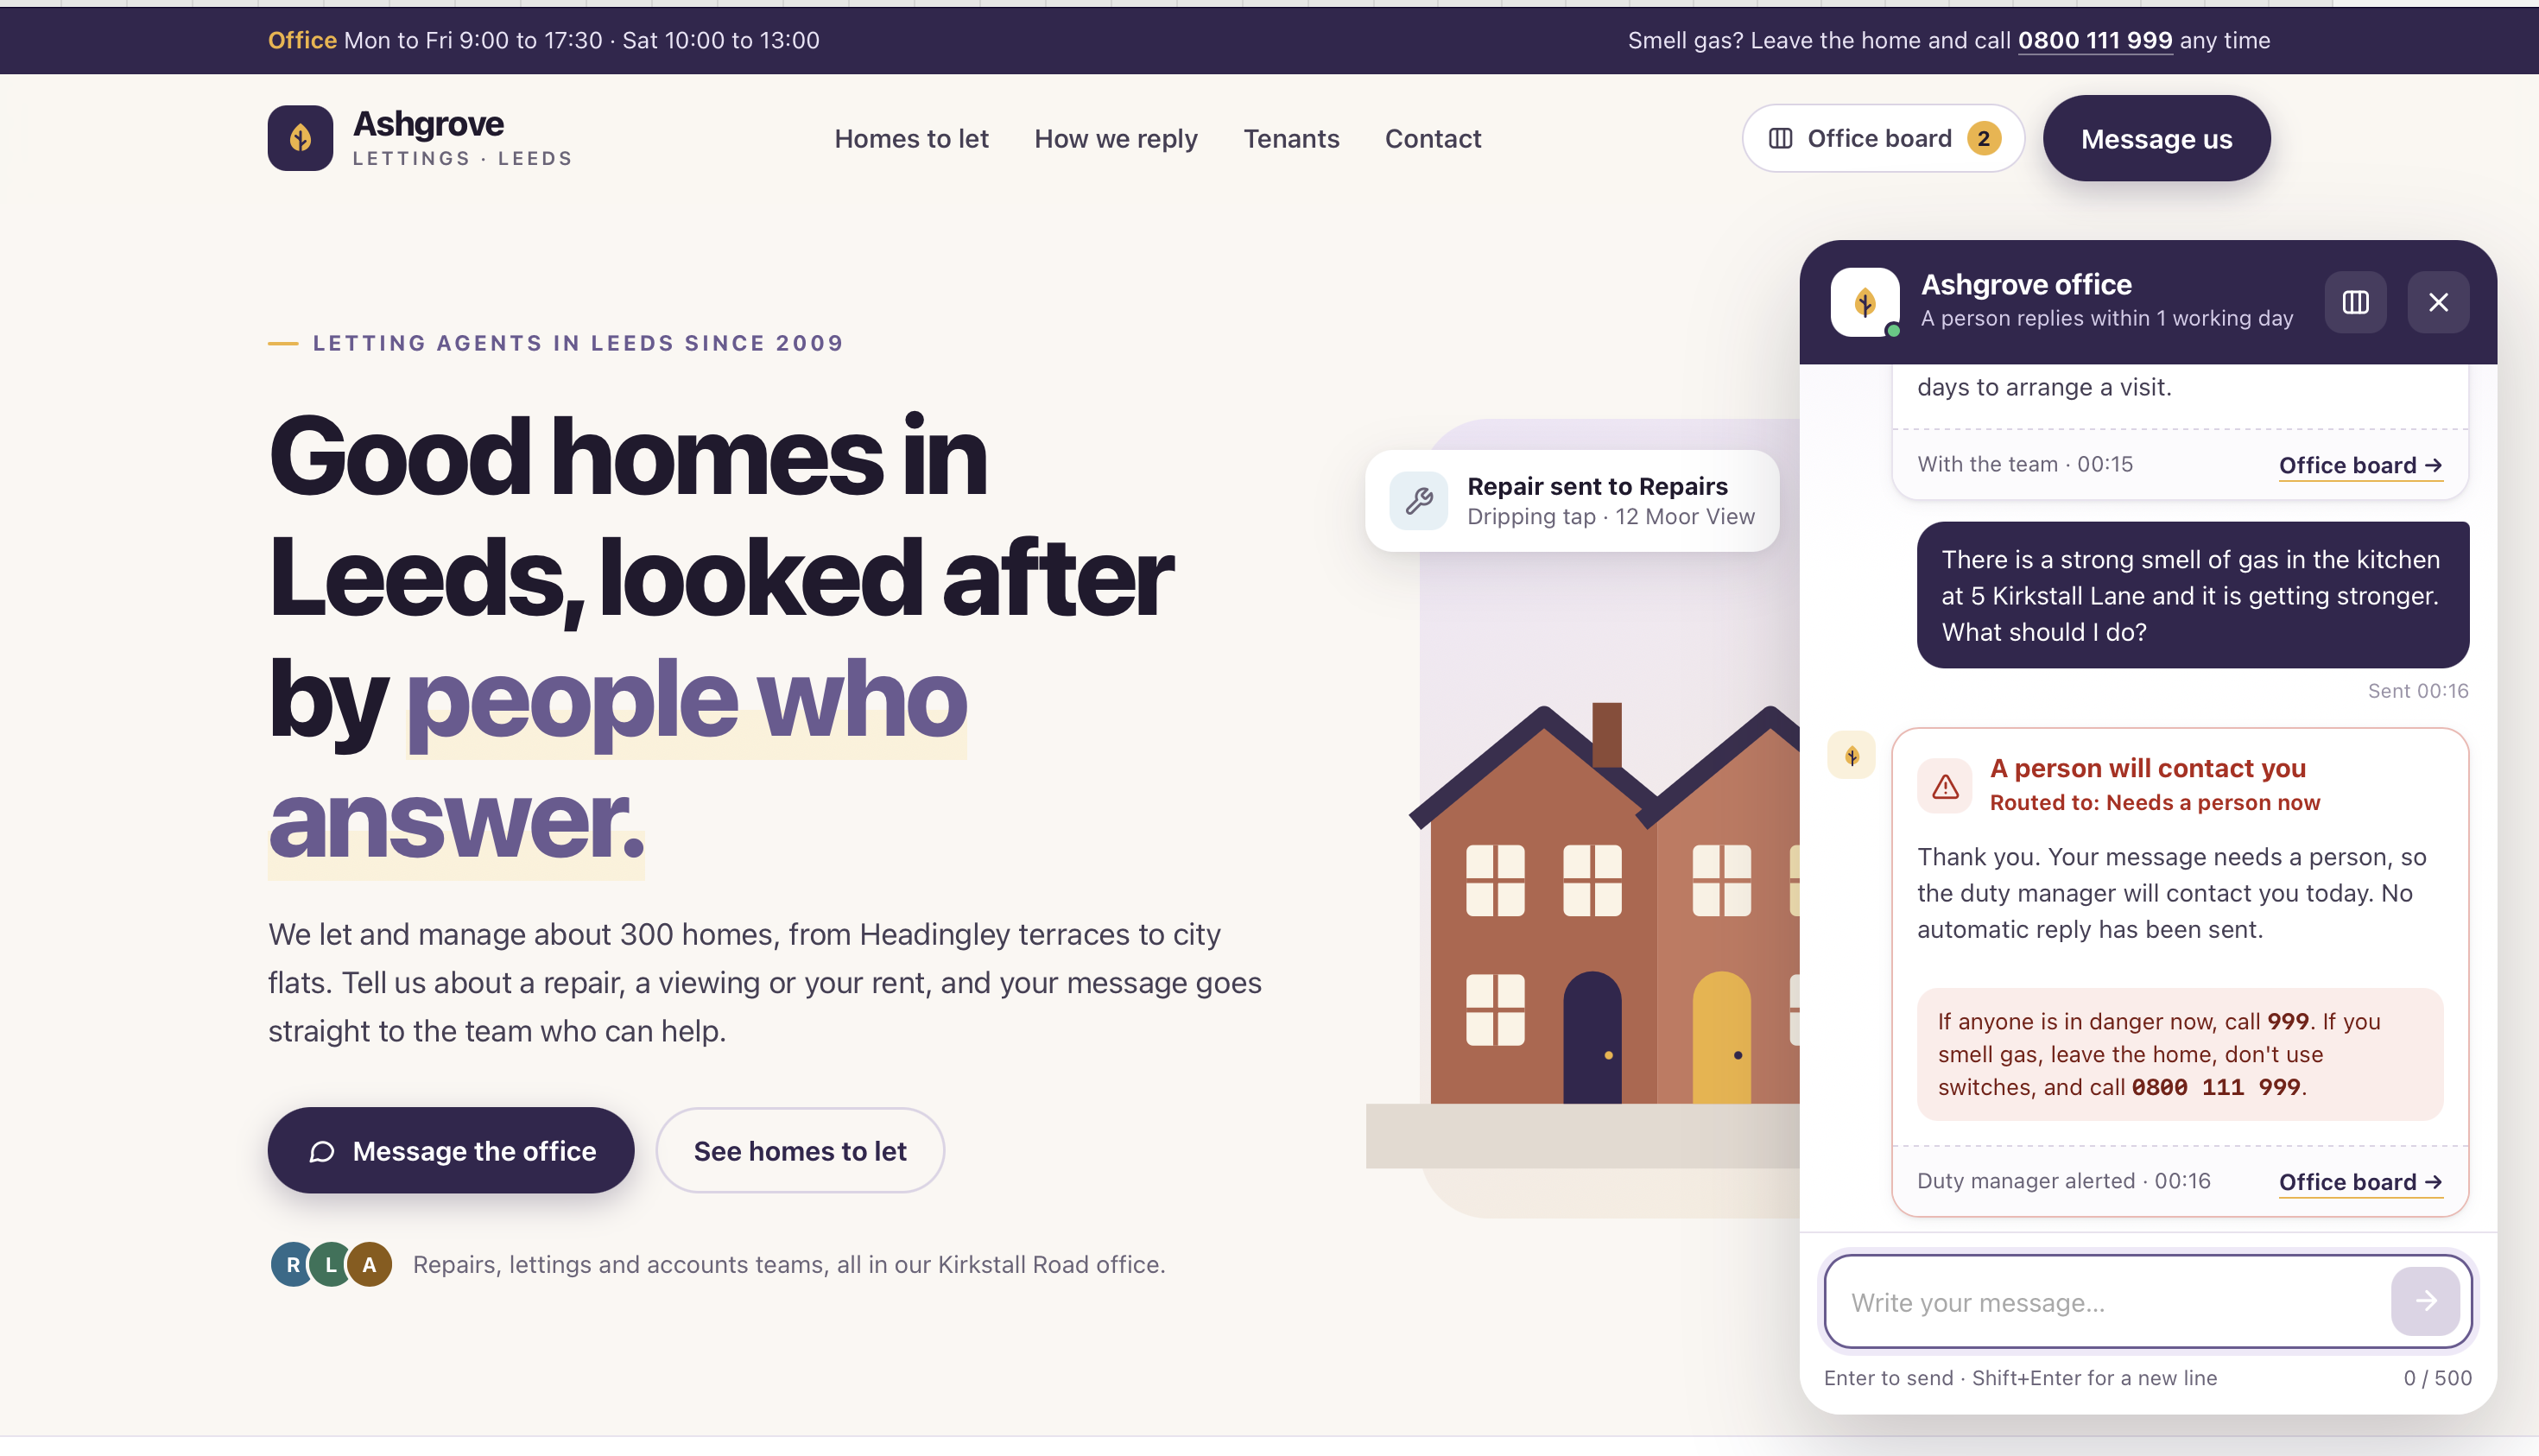 Office Mon to Fri 9:00 to 17:30 · Sat 10:00 to 13:00
Smell gas? Leave the home and call 0800 111 999 any time
Ashgrove
LETTINGS · LEEDS
Homes to let
How we reply
Tenants
Contact
Office board 2
Message us
LETTING AGENTS IN LEEDS SINCE 2009
Good homes in
Leeds, looked after
by people who
answer.
We let and manage about 300 homes, from Headingley terraces to city
flats. Tell us about a repair, a viewing or your rent, and your message goes
straight to the team who can help.
Message the office
See homes to let
R L A
Repairs, lettings and accounts teams, all in our Kirkstall Road office.
Repair sent to Repairs
Dripping tap · 12 Moor View
Ashgrove office
A person replies within 1 working day
days to arrange a visit.
With the team · 00:15
Office board →
There is a strong smell of gas in the kitchen
at 5 Kirkstall Lane and it is getting stronger.
What should I do?
Sent 00:16
A person will contact you
Routed to: Needs a person now
Thank you. Your message needs a person, so
the duty manager will contact you today. No
automatic reply has been sent.
If anyone is in danger now, call 999. If you
smell gas, leave the home, don't use
switches, and call 0800 111 999.
Duty manager alerted · 00:16
Office board →
Write your message...
Enter to send · Shift+Enter for a new line
0 / 500